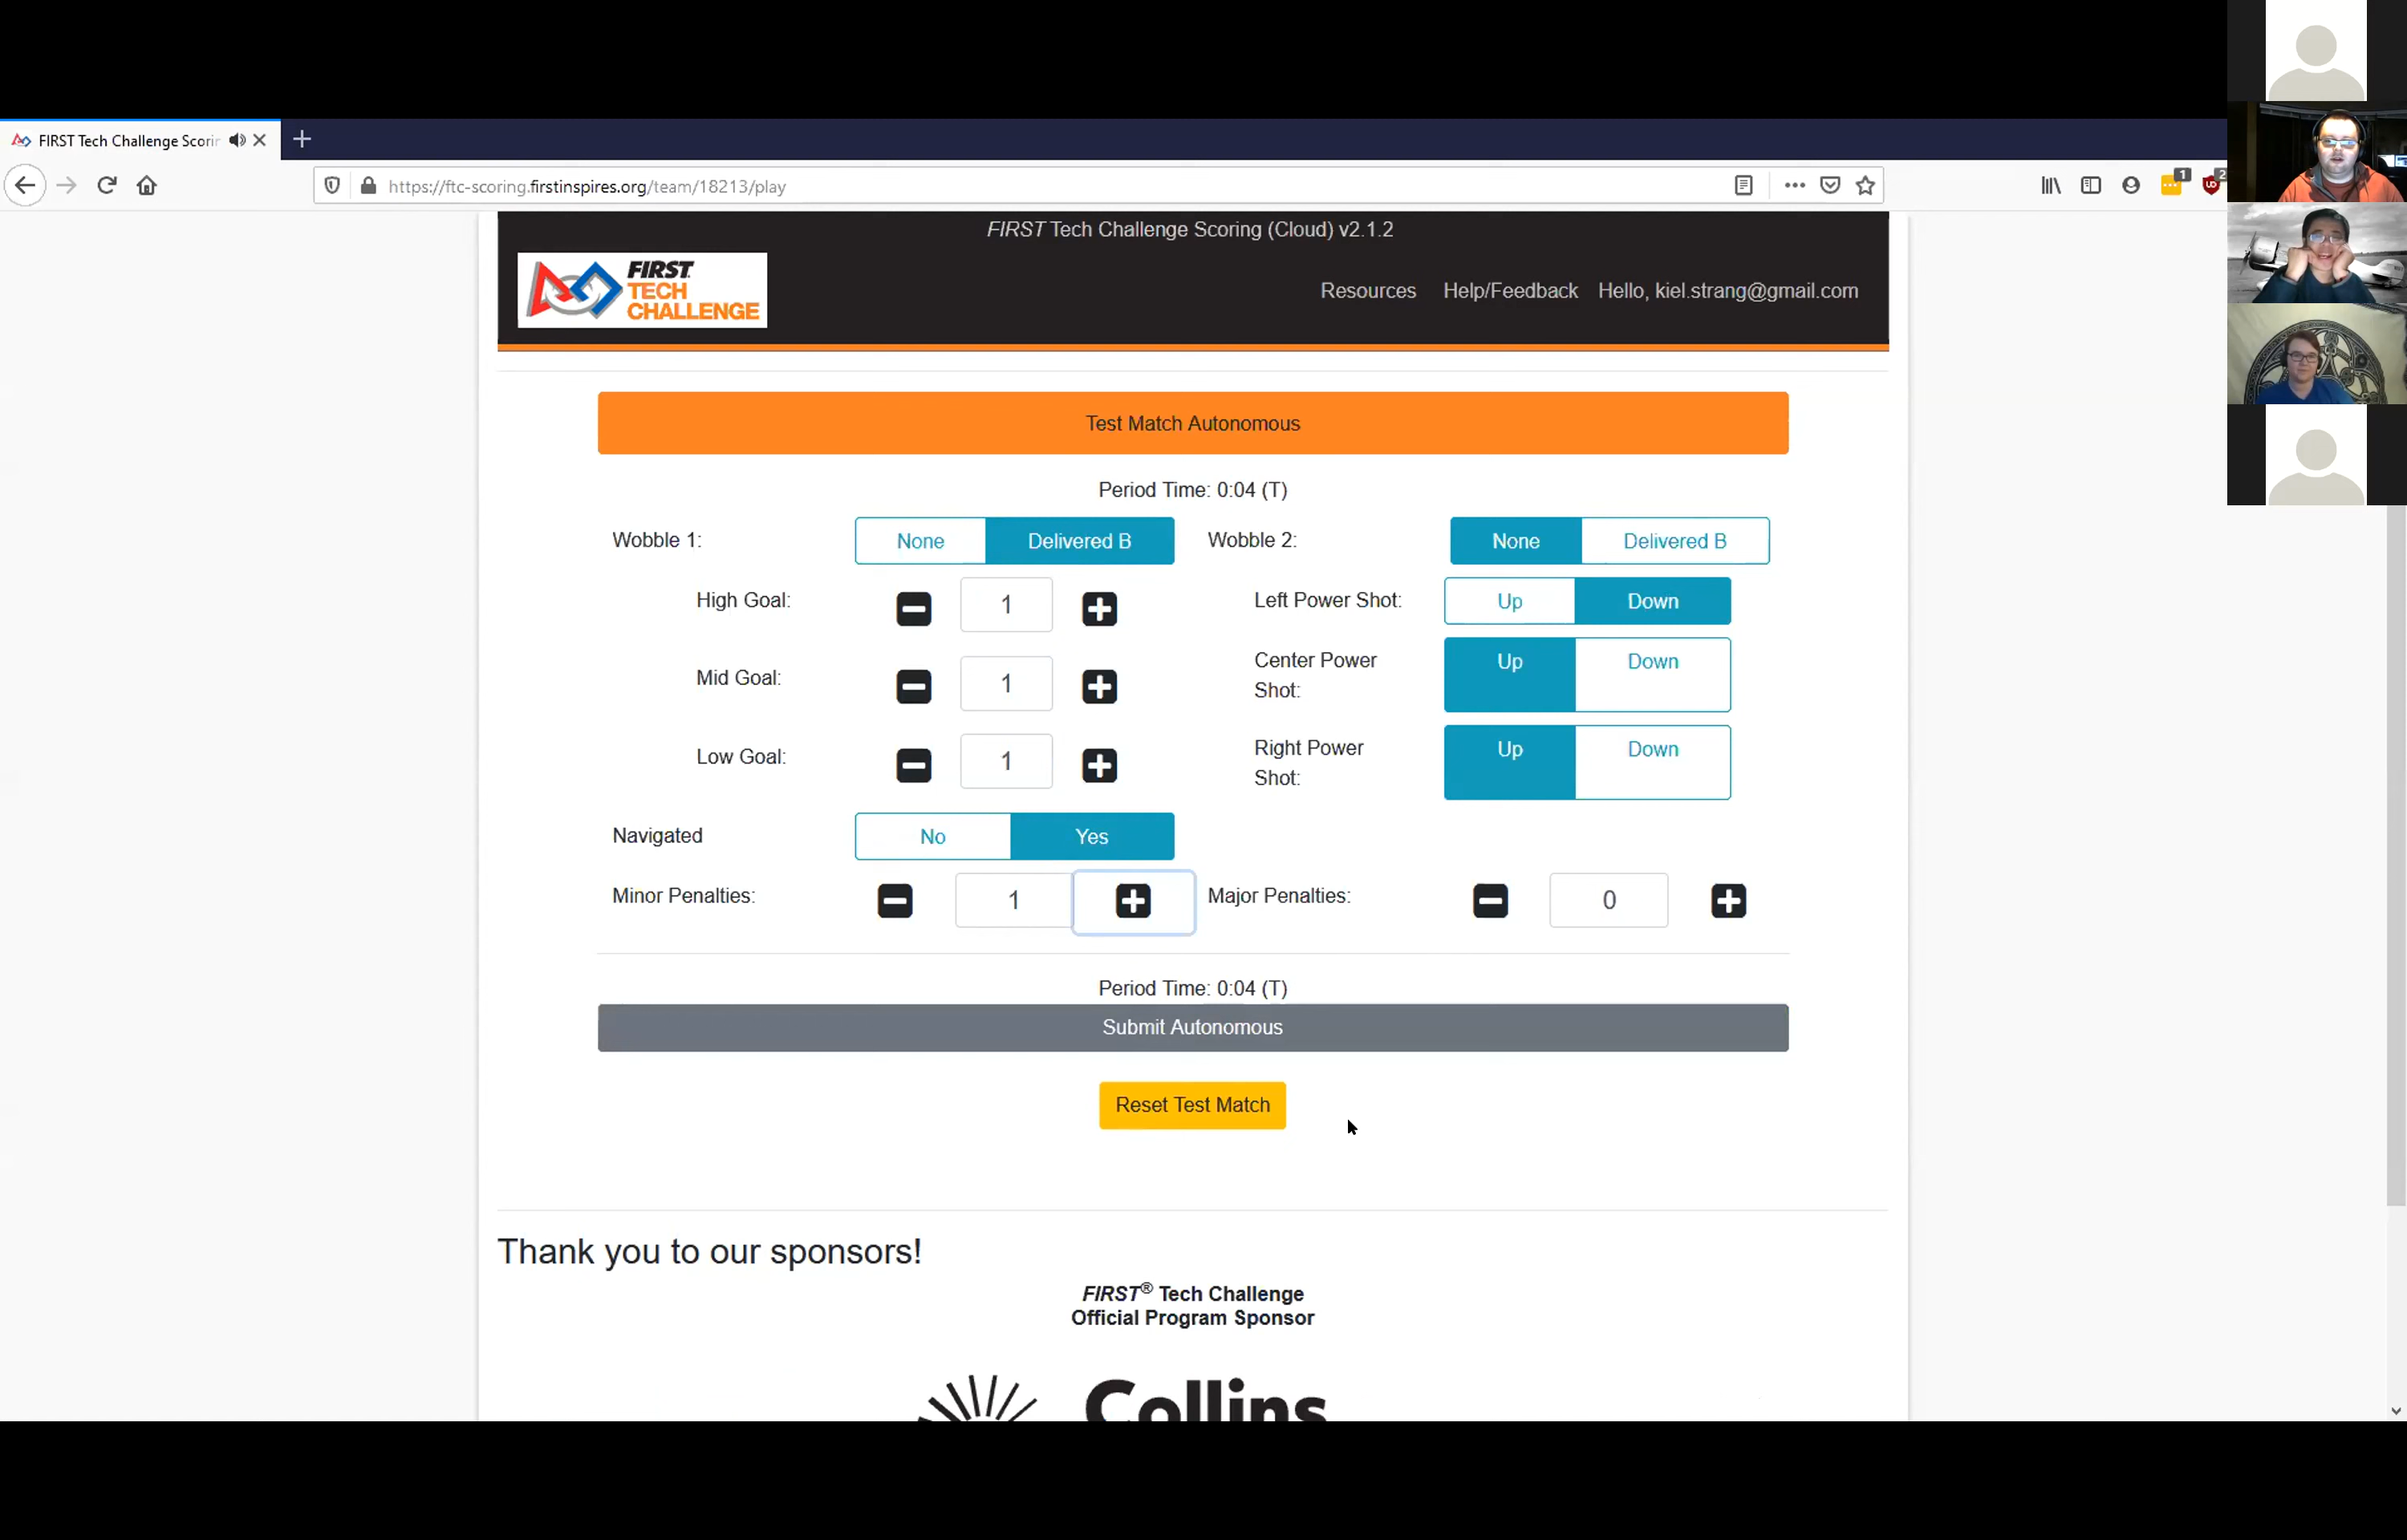 FIRST Tech Challenge Scorin
https://ftc-scoring.firstinspires.org/team/18213/play
1
2
FIRST Tech Challenge Scoring (Cloud) v2.1.2
FIRST
TECH
CHALLENGE
Resources Help/Feedback Hello, kiel.strang@gmail.com
Test Match Autonomous
Period Time: 0:04 (T)
Wobble 1: None Delivered B Wobble 2: None Delivered B
High Goal: 1 Left Power Shot: Up Down
Mid Goal: 1 Center Power Shot: Up Down
Low Goal: 1 Right Power Shot: Up Down
Navigated No Yes
Minor Penalties: 1 Major Penalties: 0
Period Time: 0:04 (T)
Submit Autonomous
Reset Test Match
Thank you to our sponsors!
FIRST® Tech Challenge
Official Program Sponsor
Collins